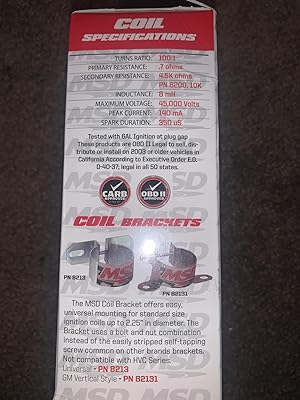 COIL
SPECIFICATIONS
TURNS RATIO: 100:1
PRIMARY RESISTANCE: .7 ohms
SECONDARY RESISTANCE: 4.5K ohms
PN 8200, 10K
INDUCTANCE: 8 mH
MAXIMUM VOLTAGE: 45,000 Volts
PEAK CURRENT: 140 mA
SPARK DURATION: 350 uS
Tested with 6AL Ignition at plug gap
These products are OBD II Legal to sell, dis-
tribute or install on 2003 or older vehicles in
California According to Executive Order E.O.
D-40-37; legal in all 50 states.
CARB
APPROVED
OBD II
APPROVED
COIL BRACKETS
MSD
MSD
PN 8213
PN 82131
The MSD Coil Bracket offers easy,
universal mounting for standard size
ignition coils up to 2.25" in diameter. The
Bracket uses a bolt and nut combination
instead of the easily stripped self-tapping
screw common on other brands brackets.
Not compatible with HVC Series.
Universal - PN 8213
GM Vertical Style - PN 82131